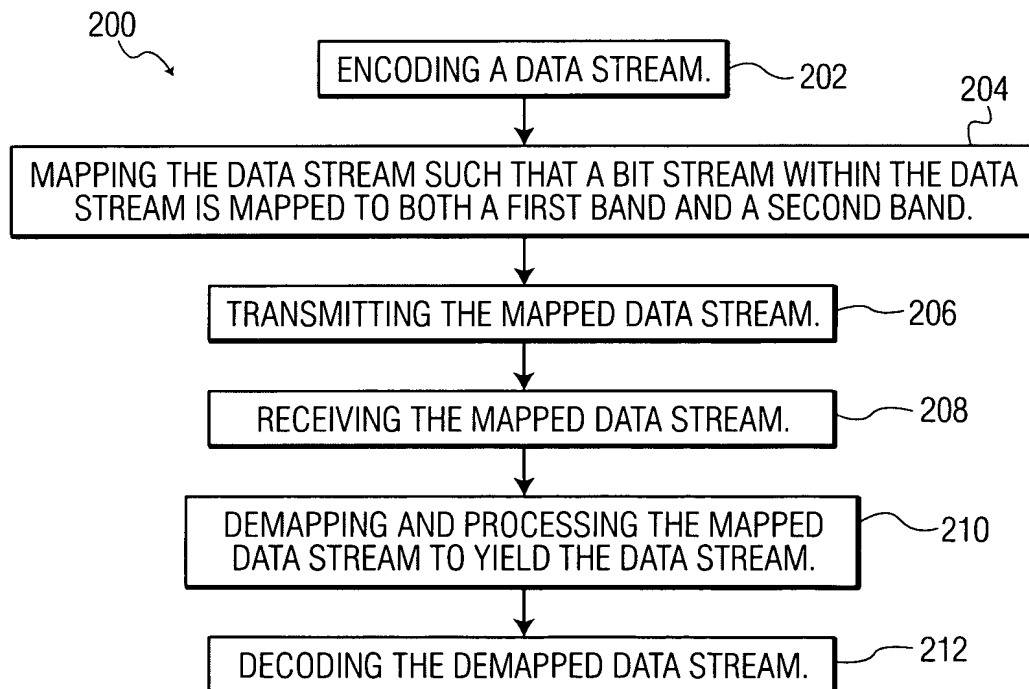 200
ENCODING A DATA STREAM.
202
204
MAPPING THE DATA STREAM SUCH THAT A BIT STREAM WITHIN THE DATA
STREAM IS MAPPED TO BOTH A FIRST BAND AND A SECOND BAND.
TRANSMITTING THE MAPPED DATA STREAM.
206
RECEIVING THE MAPPED DATA STREAM.
208
DEMAPPING AND PROCESSING THE MAPPED
DATA STREAM TO YIELD THE DATA STREAM.
210
DECODING THE DEMAPPED DATA STREAM.
212